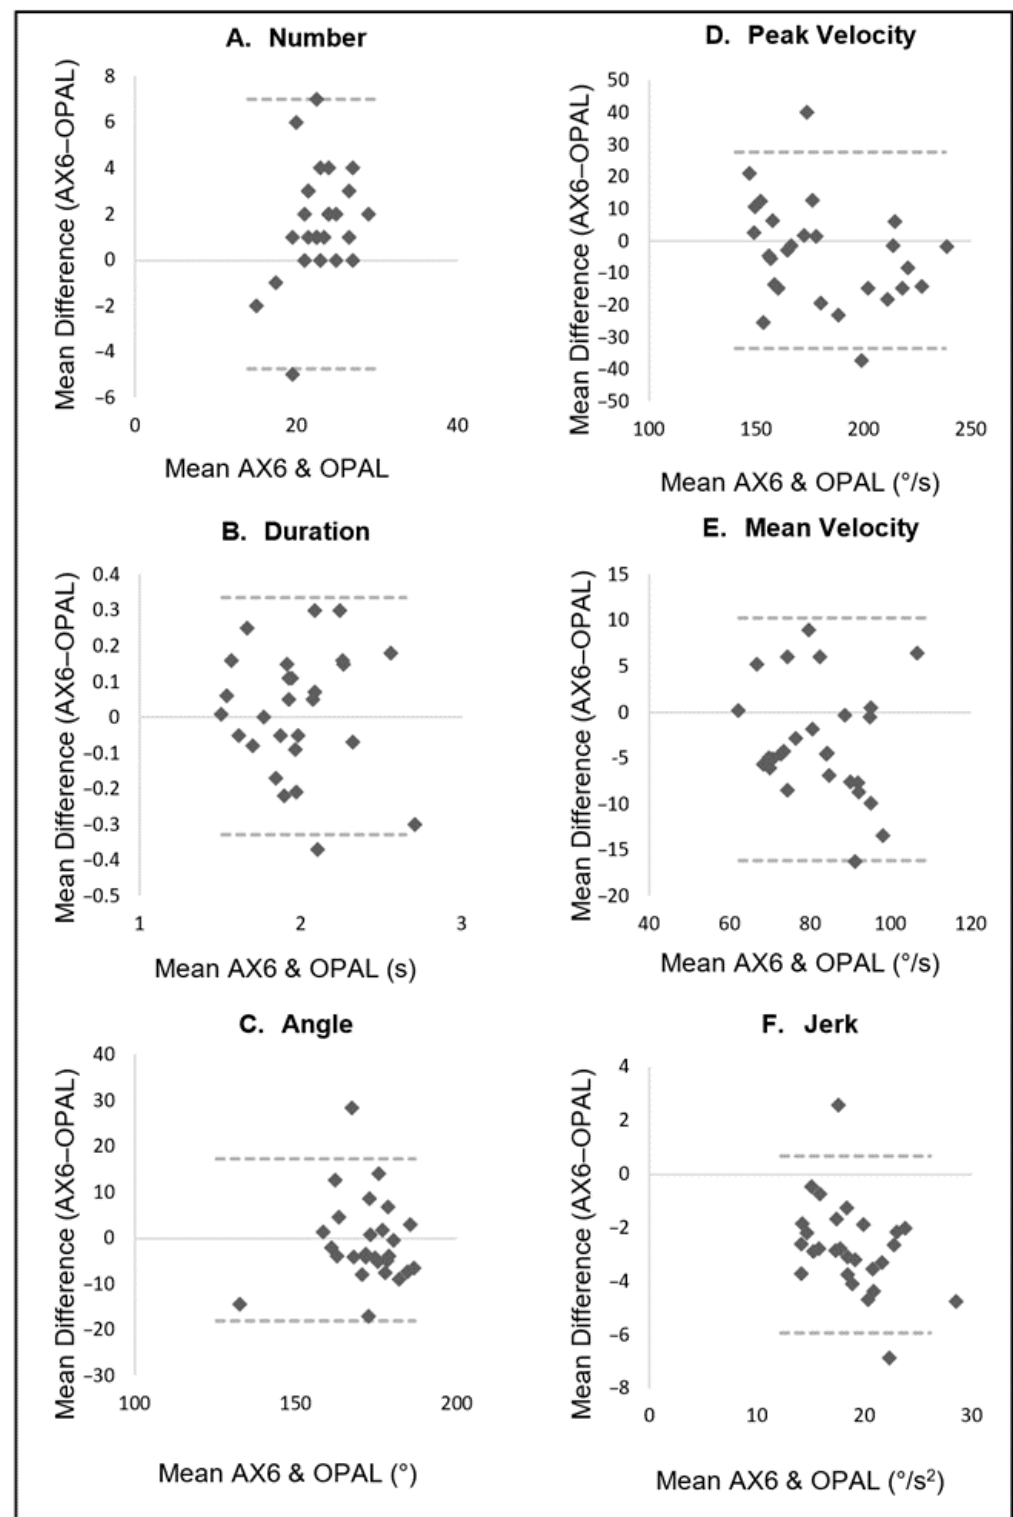 A. Number
Mean Difference (AX6–OPAL)
8
6
4
2
0
–2
–4
–6
0 20 40
Mean AX6 & OPAL
D. Peak Velocity
Mean Difference (AX6–OPAL)
50
40
30
20
10
0
–10
–20
–30
–40
–50
100 150 200 250
Mean AX6 & OPAL (°/s)
B. Duration
Mean Difference (AX6–OPAL)
0.4
0.3
0.2
0.1
0
–0.1
–0.2
–0.3
–0.4
–0.5
1 2 3
Mean AX6 & OPAL (s)
E. Mean Velocity
Mean Difference (AX6–OPAL)
15
10
5
0
–5
–10
–15
–20
40 60 80 100 120
Mean AX6 & OPAL (°/s)
C. Angle
Mean Difference (AX6–OPAL)
40
30
20
10
0
–10
–20
–30
100 150 200
Mean AX6 & OPAL (°)
F. Jerk
Mean Difference (AX6–OPAL)
4
2
0
–2
–4
–6
–8
0 10 20 30
Mean AX6 & OPAL (°/s²)